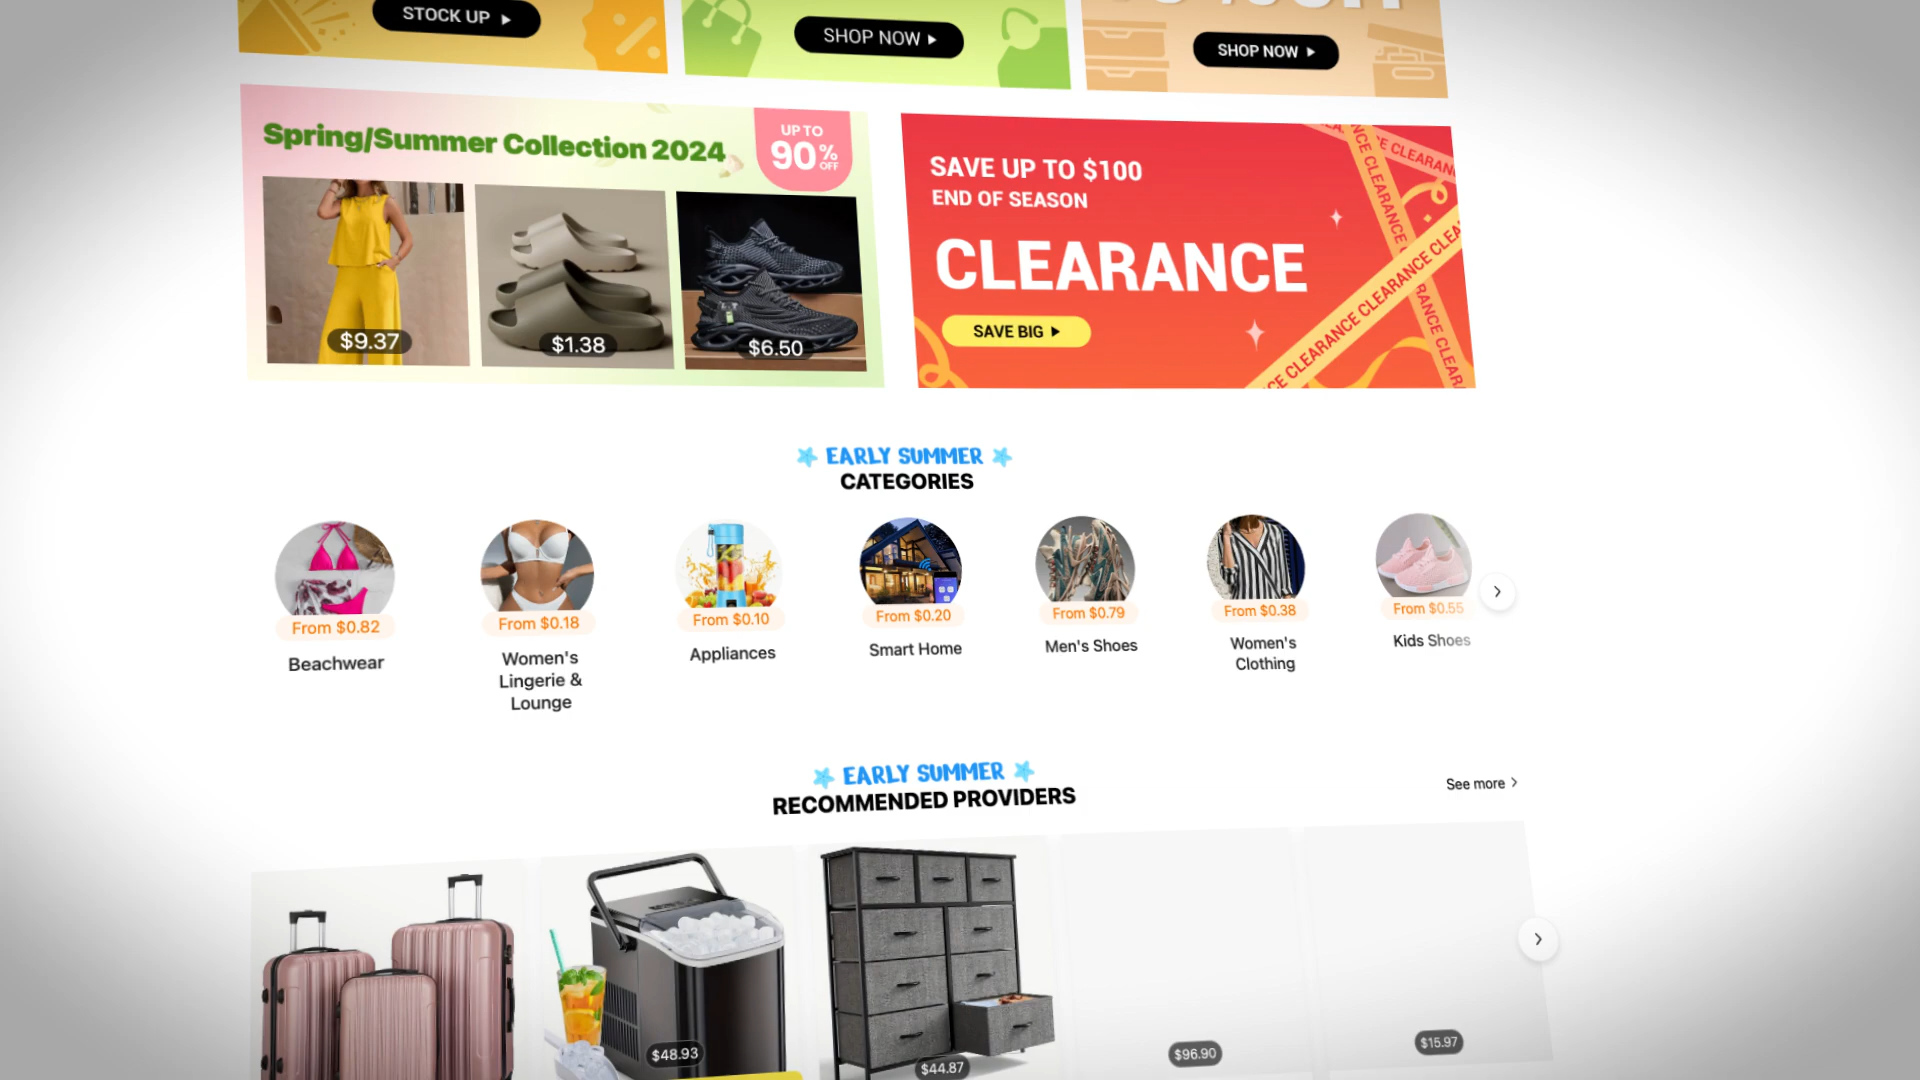 STOCK UP
SHOP NOW
SHOP NOW
Spring/Summer Collection 2024
UP TO
90%
OFF
$9.37
$1.38
$6.50
SAVE UP TO $100
END OF SEASON
CLEARANCE
SAVE BIG
CLEARANCE
CLEARANCE
CLEARANCE CLEARANCE
EARLY SUMMER
CATEGORIES
From $0.82
From $0.18
From $0.10
From $0.20
From $0.79
From $0.38
From $0.55
Beachwear
Women's
Lingerie &
Lounge
Appliances
Smart Home
Men's Shoes
Women's
Clothing
Kids Shoes
EARLY SUMMER
RECOMMENDED PROVIDERS
See more
$48.93
$44.87
$96.90
$15.97